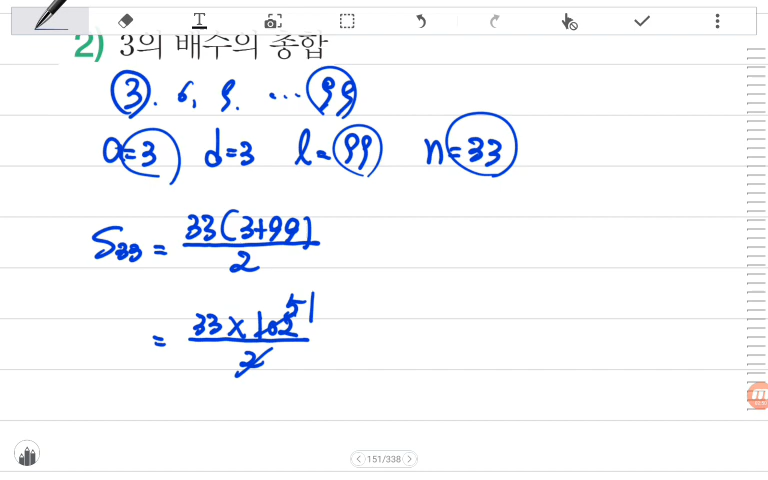 2) 3의 배수의 총합
3. 6, 9. ... 99
a=3 d=3 l=99 n=33
S33 = 33(3+99) / 2
= 33 x 102 51 / 2
151/338